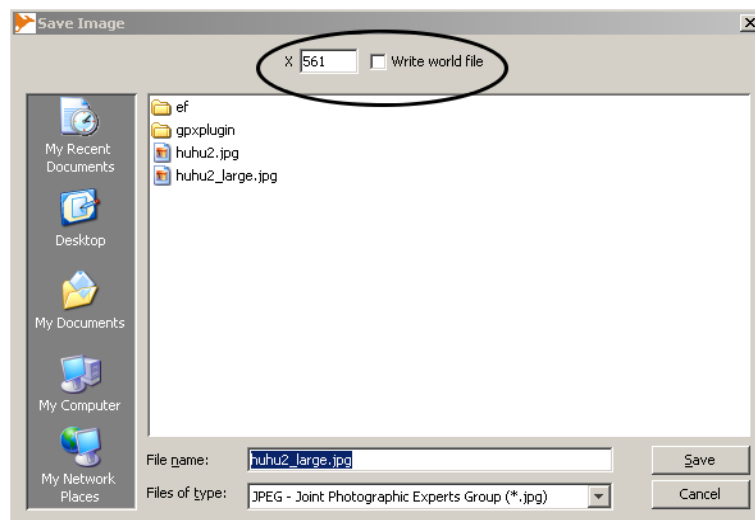 Save Image
X 561 Write world file
ef
gpxplugin
huhu2.jpg
huhu2_large.jpg
My Recent
Documents
Desktop
My Documents
My Computer
My Network
Places
File name: huhu2_large.jpg Save
Files of type: JPEG - Joint Photographic Experts Group (*.jpg) Cancel